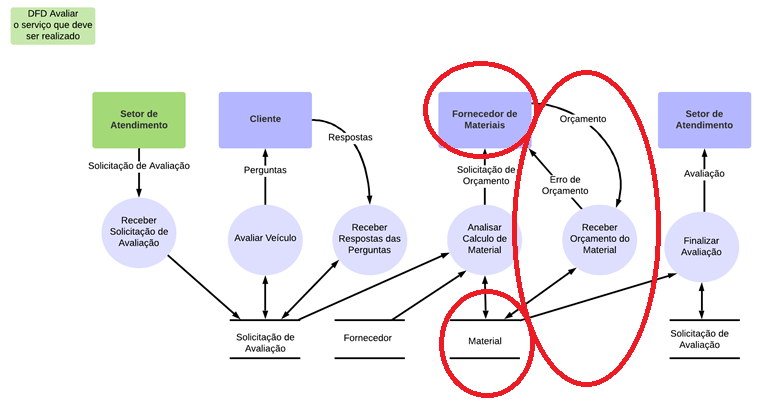 DFD Avaliar
o serviço que deve
ser realizado
Setor de
Atendimento
Cliente
Fornecedor de
Materiais
Setor de
Atendimento
Solicitação de Avaliação
Perguntas
Respostas
Solicitação de
Orçamento
Orçamento
Erro de
Orçamento
Avaliação
Receber
Solicitação de
Avaliação
Avaliar Veículo
Receber
Respostas das
Perguntas
Analisar
Calculo de
Material
Receber
Orçamento do
Material
Finalizar
Avaliação
Solicitação de
Avaliação
Fornecedor
Material
Solicitação de
Avaliação